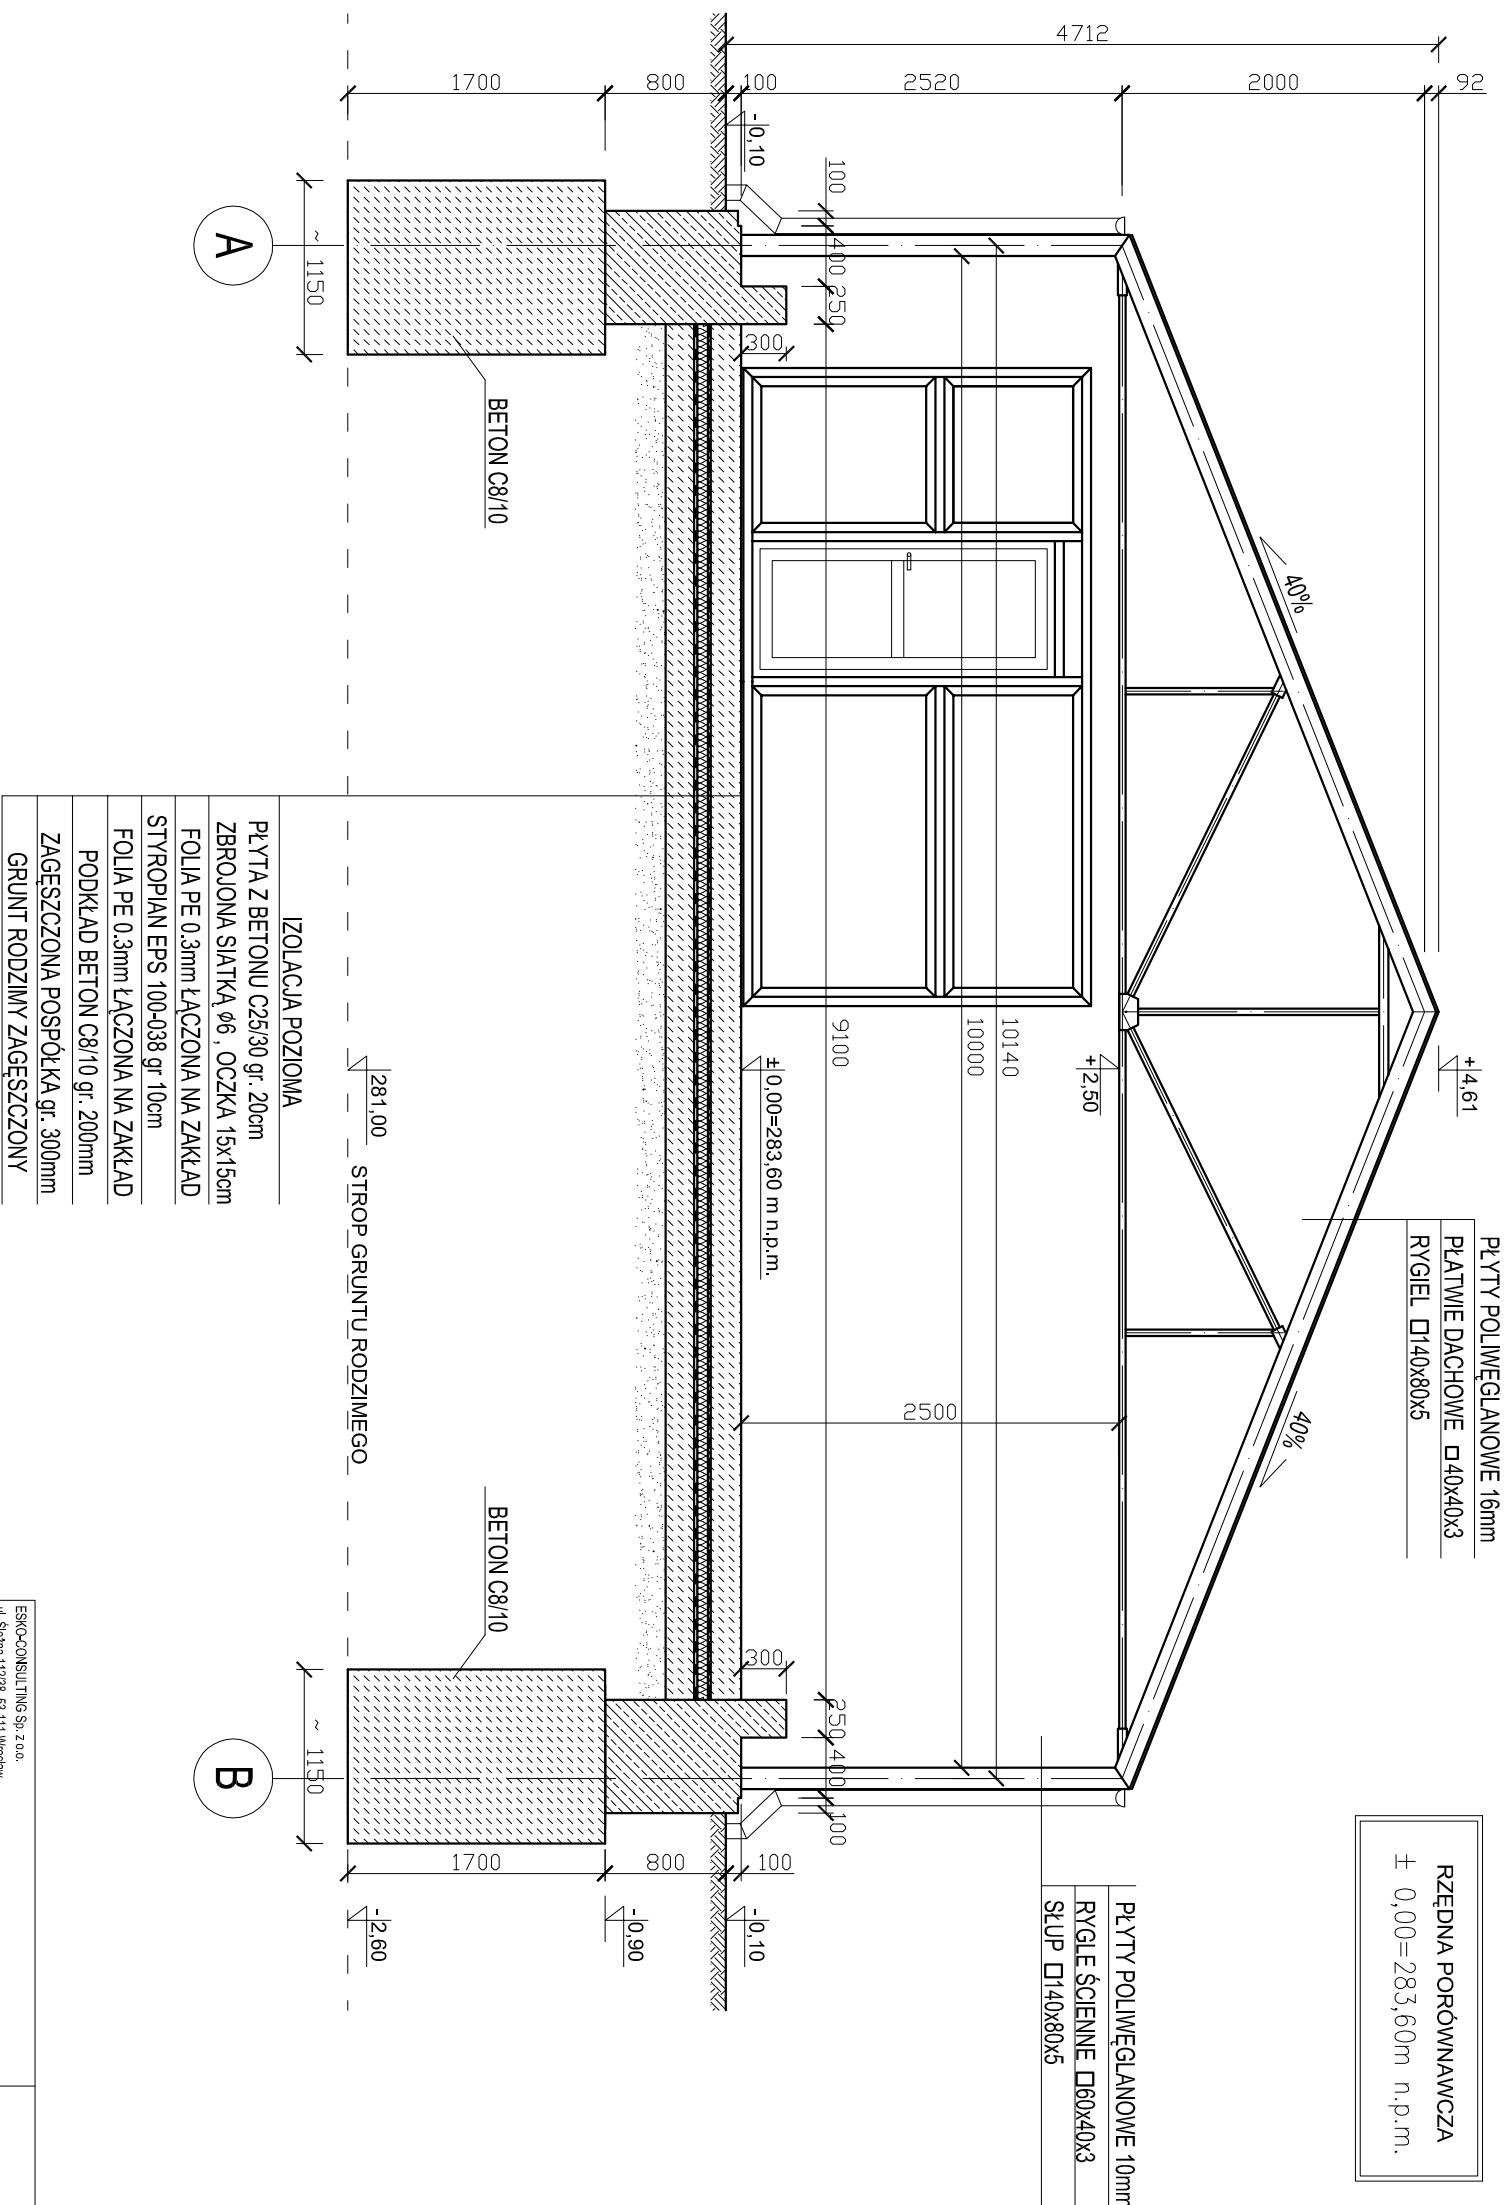 PŁYTY POLIWĘGLANOWE 16mm
PŁATWIE DACHOWE □40x40x3
RYGIEL □140x80x5
RZĘDNA PORÓWNAWCZA
± 0,00=283,60m n.p.m.
PŁYTY POLIWĘGLANOWE 10mm
RYGLE ŚCIENNE □60x40x3
SŁUP □140x80x5
92
2000
2520
100
800
1700
4712
+4,61
40%
40%
+2,50
2500
10140
10000
9100
100
400
250
300
250
400
100
300
-0,10
±0,00=283,60 m n.p.m.
100
800
1700
-0,10
-0,90
-2,60
BETON C8/10
BETON C8/10
281,00
STROP GRUNTU RODZIMEGO
~ 1150
~ 1150
A
B
IZOLACJA POZIOMA
PŁYTA Z BETONU C25/30 gr. 20cm
ZBROJONA SIATKĄ ø6 , OCZKA 15x15cm
FOLIA PE 0.3mm ŁĄCZONA NA ZAKŁAD
STYROPIAN EPS 100-038 gr 10cm
FOLIA PE 0.3mm ŁĄCZONA NA ZAKŁAD
PODKŁAD BETON C8/10 gr. 200mm
ZAGĘSZCZONA POSPÓŁKA gr. 300mm
GRUNT RODZIMY ZAGĘSZCZONY
ESKO-CONSULTING Sp. z o.o.